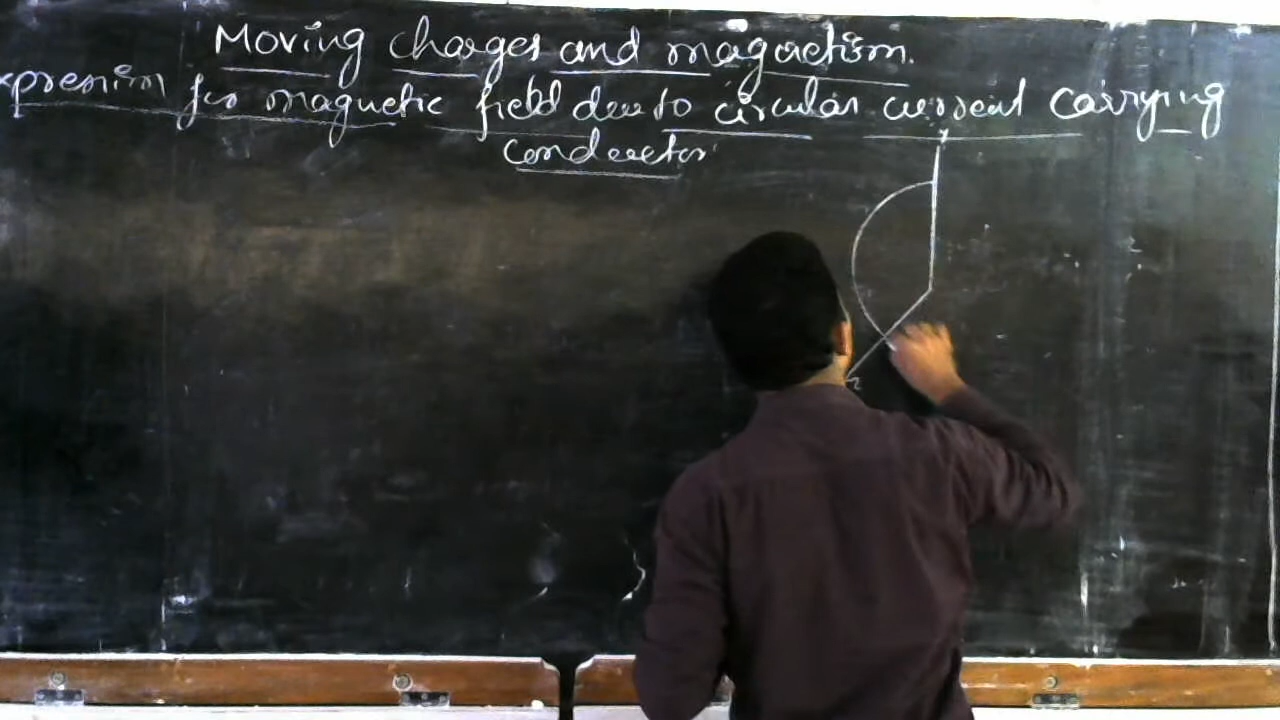 Moving charges and magnetism.
xpression for magnetic field due to circular current carrying
conductor
y
z